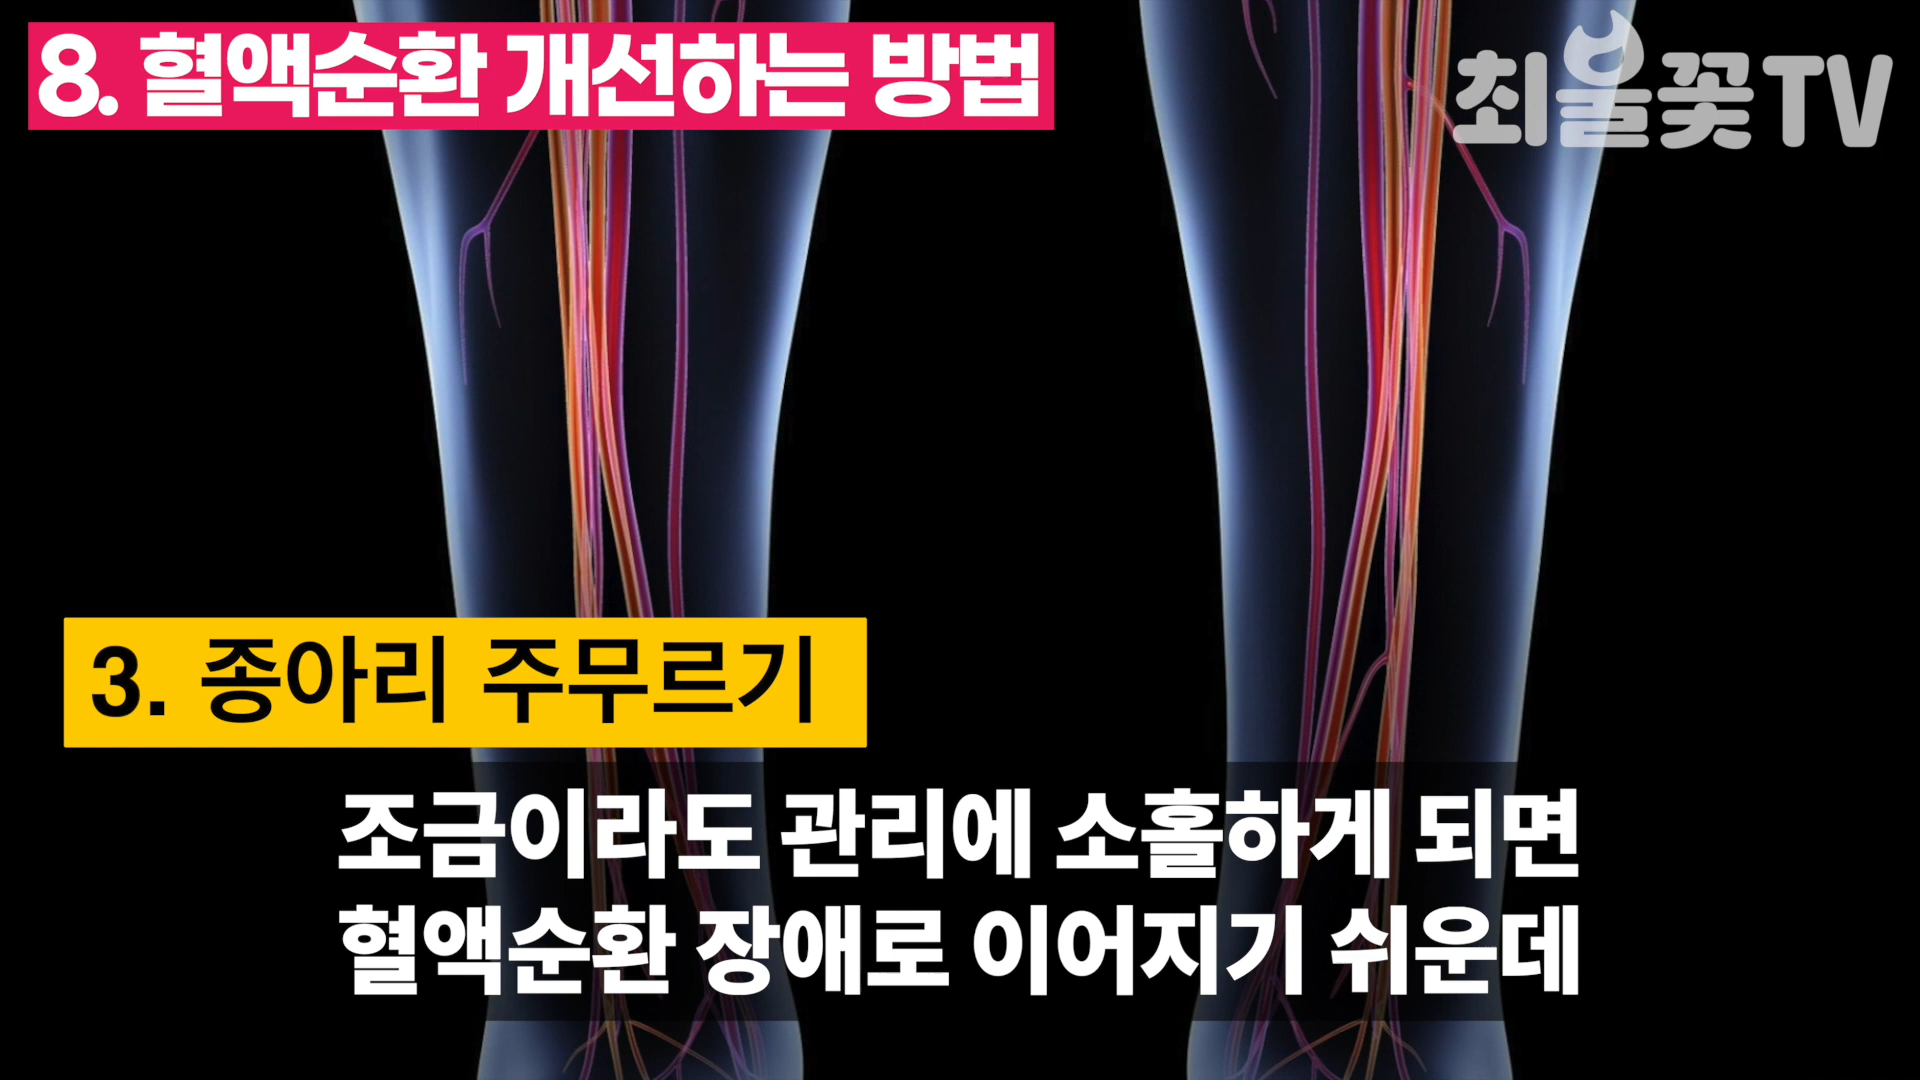 8. 혈액순환 개선하는 방법
최울꽃TV
3. 종아리 주무르기
조금이라도 관리에 소홀하게 되면
혈액순환 장애로 이어지기 쉬운데